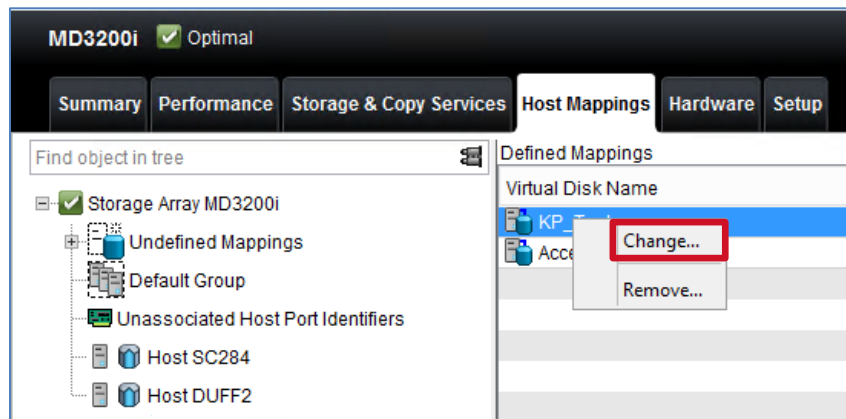 MD3200i Optimal
Summary Performance Storage & Copy Services Host Mappings Hardware Setup
Find object in tree
Storage Array MD3200i
Undefined Mappings
Default Group
Unassociated Host Port Identifiers
Host SC284
Host DUFF2
Defined Mappings
Virtual Disk Name
Change...
Remove...